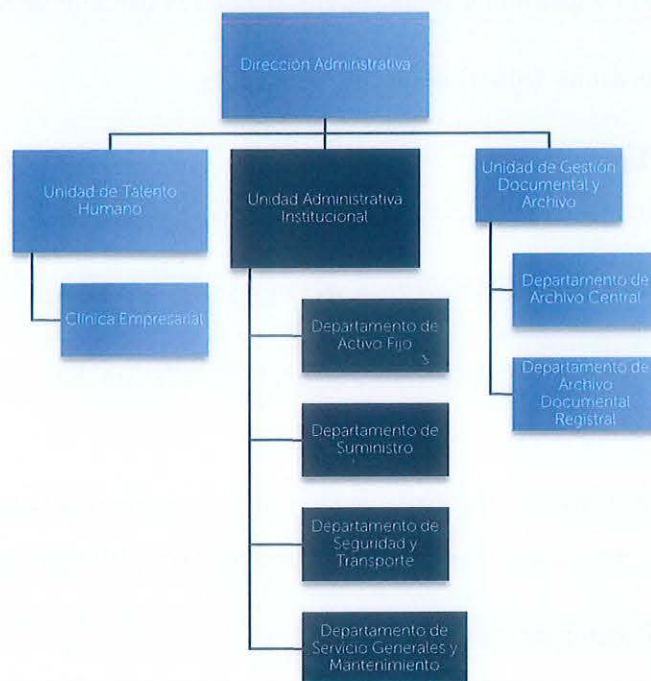 Dirección Adminstrativa
Unidad de Talento
Humano
Clínica Empresarial
Unidad Administrativa
Institucional
Departamento de
Activo Fijo
Departamento de
Suministro
Departamento de
Seguridad y
Transporte
Departamento de
Servicio Generales y
Mantenimiento
Unidad de Gestión
Documental y
Archivo
Departamento de
Archivo Central
Departamento de
Archivo
Documental
Registral